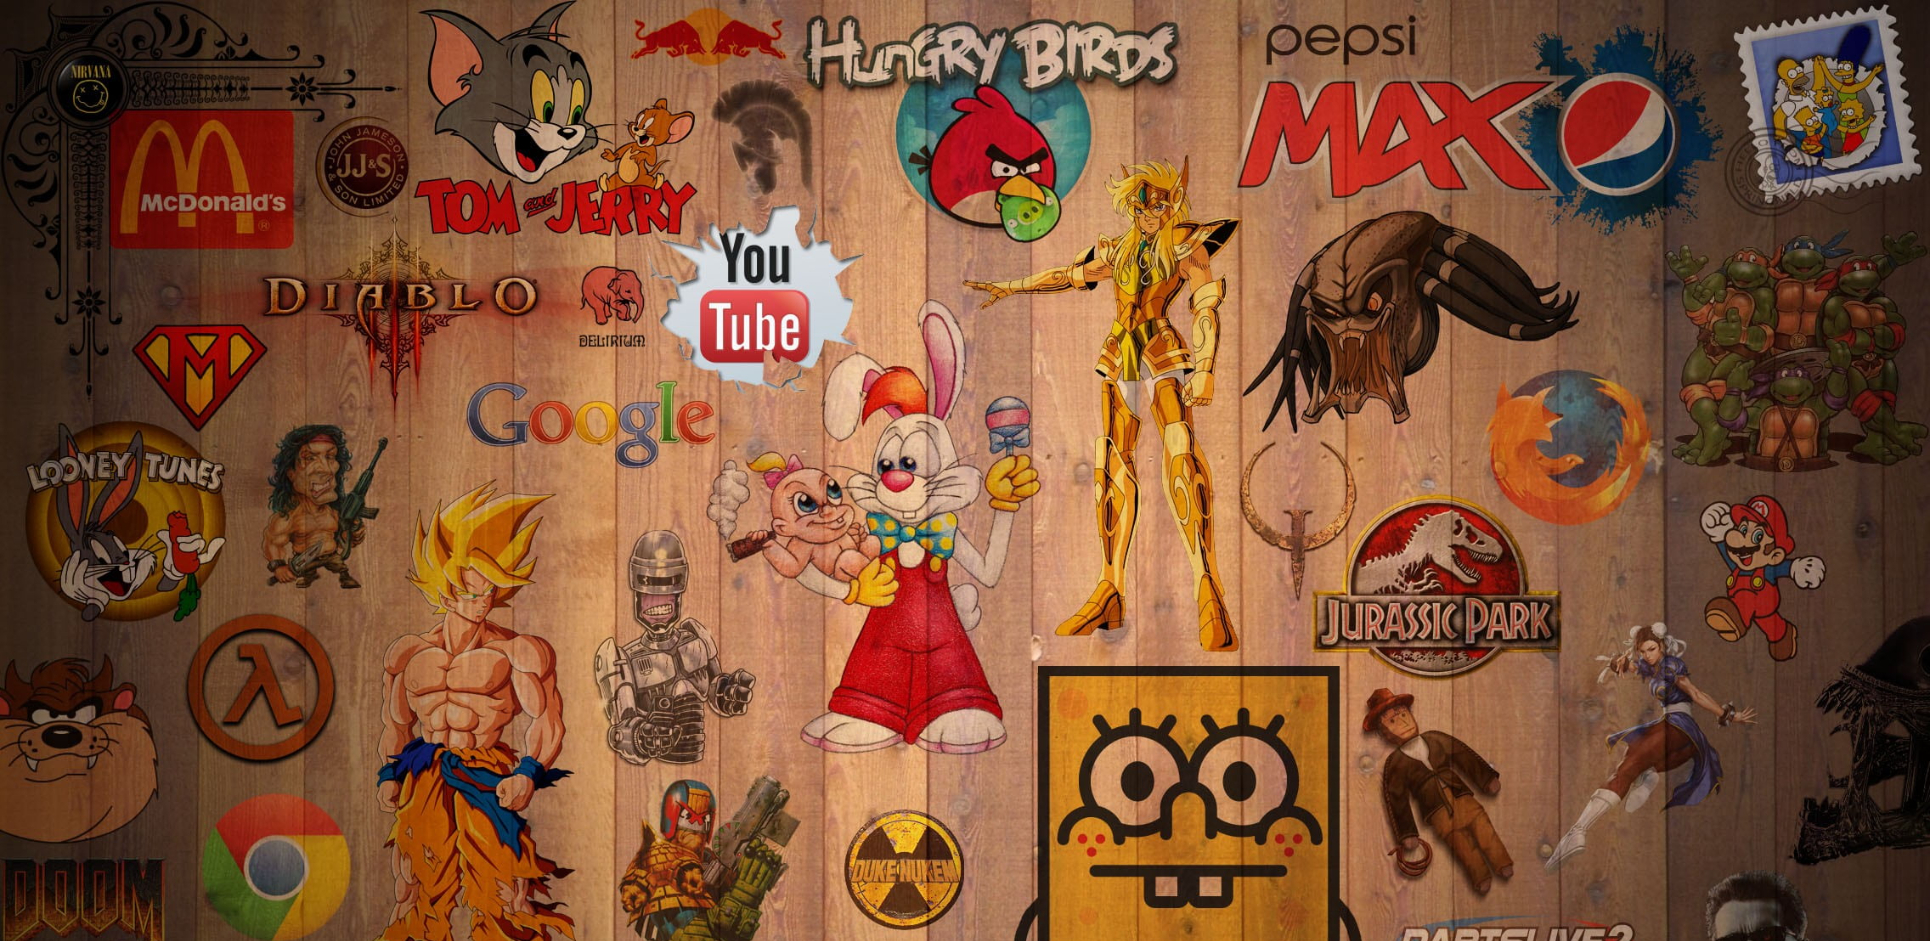 NIRVANA
McDonald's
®
JOHN JAMESON
JJ&S
& SON LIMITED
TOM and JERRY
HUNGRY BIRDS
pepsi
MAX
DIABLO
DELIRIUM
You
Tube
M
Google
LOONEY TUNES
JURASSIC PARK
λ
DUKE NUKEM
DOOM
DARTSLIVE2